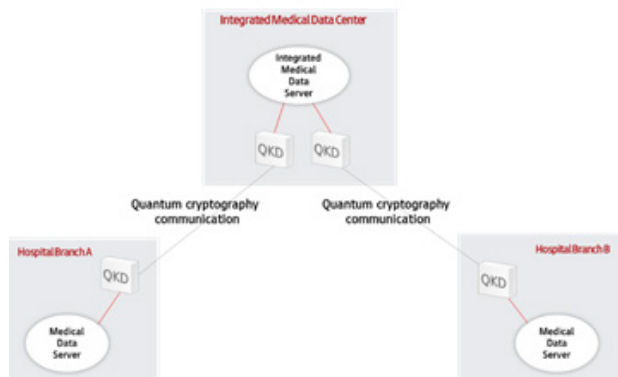 Integrated Medical Data Center
Integrated
Medical
Data
Server
QKD
QKD
Quantum cryptography
communication
Quantum cryptography
communication
Hospital Branch A
QKD
Medical
Data
Server
Hospital Branch B
QKD
Medical
Data
Server